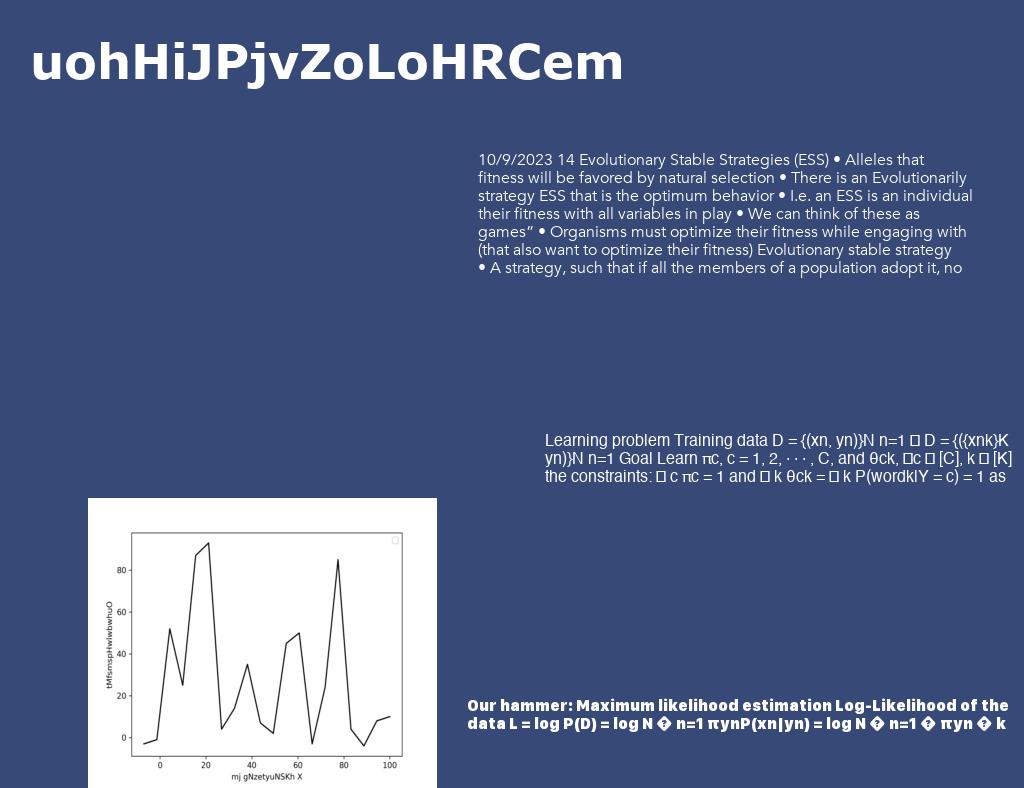 uohHiJPjvZoLoHRCem
10/9/2023 14 Evolutionary Stable Strategies (ESS) • Alleles that
fitness will be favored by natural selection • There is an Evolutionarily
strategy ESS that is the optimum behavior • I.e. an ESS is an individual
their fitness with all variables in play • We can think of these as
games” • Organisms must optimize their fitness while engaging with
(that also want to optimize their fitness) Evolutionary stable strategy
• A strategy, such that if all the members of a population adopt it, no
Learning problem Training data D = {(xn, yn)}N n=1 □ D = {({xnk}K
yn)}N n=1 Goal Learn πc, c = 1, 2, · · · , C, and θck, □c □ [C], k □ [K]
the constraints: □ c πc = 1 and □ k θck = □ k P(wordk|Y = c) = 1 as
80
60
40
20
0
tMfsmspHwlwbwhuO
0 20 40 60 80 100
mj gNzetyuNSKh X
Our hammer: Maximum likelihood estimation Log-Likelihood of the
data L = log P(D) = log N � n=1 πynP(xn|yn) = log N � n=1 � πyn � k